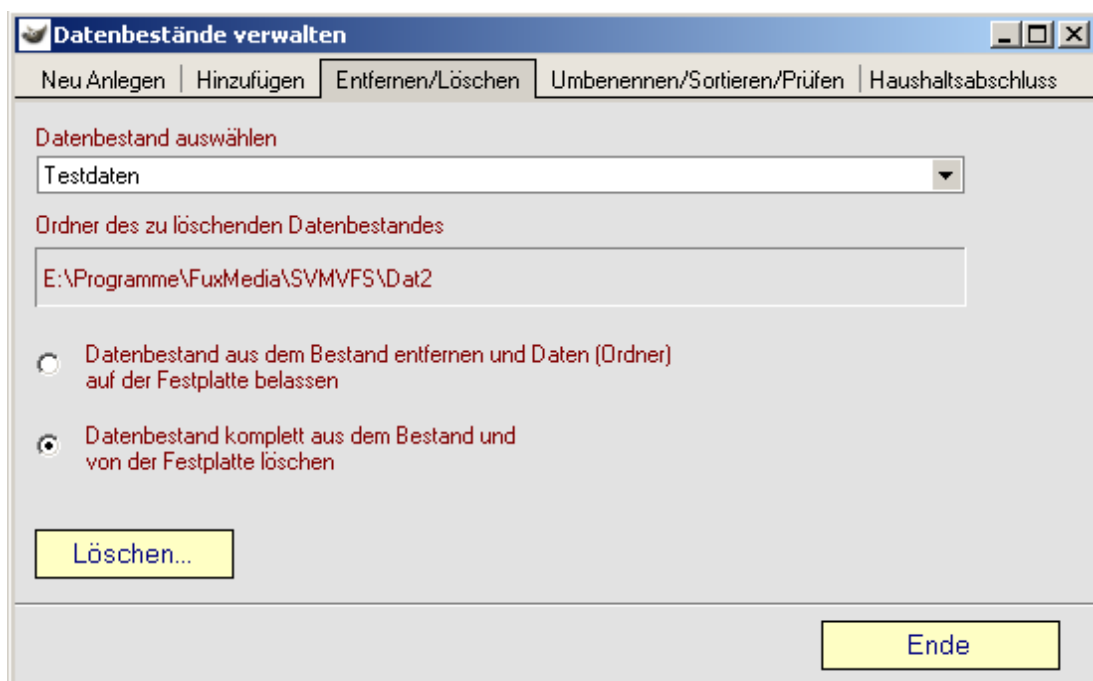 Datenbestände verwalten
Neu Anlegen Hinzufügen Entfernen/Löschen Umbenennen/Sortieren/Prüfen Haushaltsabschluss
Datenbestand auswählen
Testdaten
Ordner des zu löschenden Datenbestandes
E:\Programme\FuxMedia\SVMVFS\Dat2
Datenbestand aus dem Bestand entfernen und Daten (Ordner)
auf der Festplatte belassen
Datenbestand komplett aus dem Bestand und
von der Festplatte löschen
Löschen...
Ende